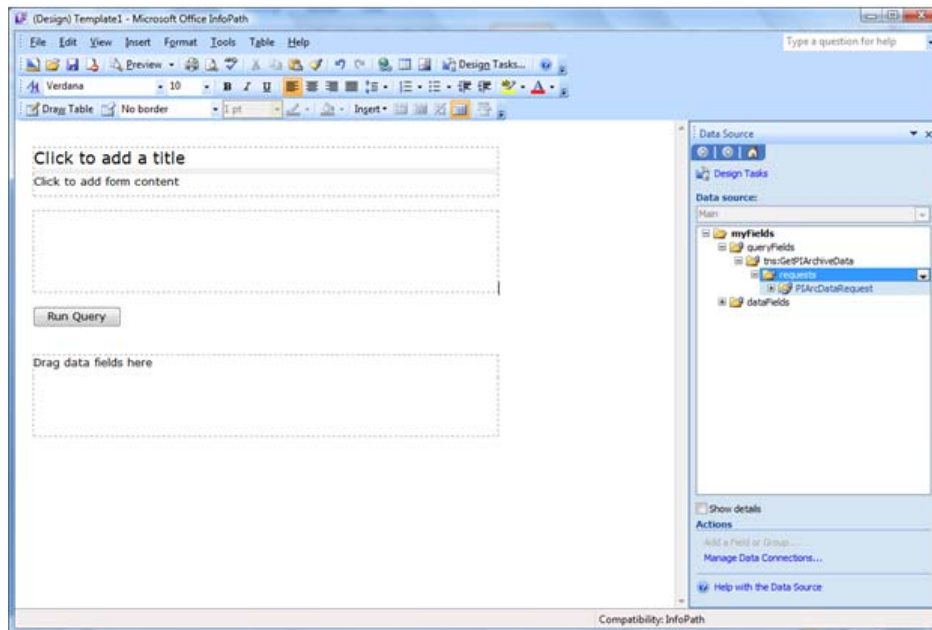 (Design) Template1 - Microsoft Office InfoPath
File Edit View Insert Format Tools Table Help
Type a question for help
Preview
Design Tasks...
Verdana
10
B I U
A
Draw Table
No border
1 pt
Insert
Click to add a title
Click to add form content
Run Query
Drag data fields here
Data Source
Design Tasks
Data source:
Main
myFields
queryFields
tns:GetPIArchiveData
requests
PIArcDataRequest
dataFields
Show details
Actions
Add a Field or Group...
Manage Data Connections...
Help with the Data Source
Compatibility: InfoPath